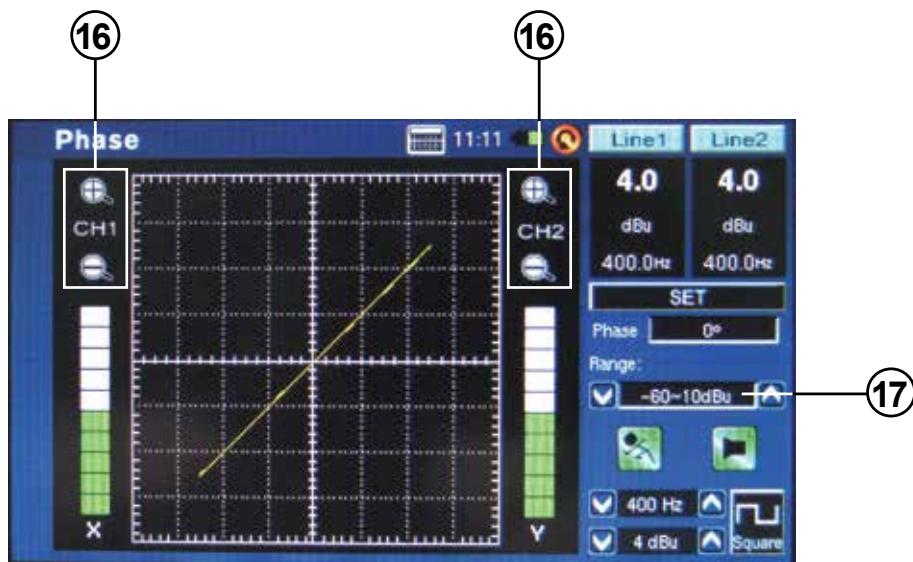 16 16
Phase 11:11 Line1 Line2
4.0 4.0
CH1 CH2 dBu dBu
400.0Hz 400.0Hz
SET
Phase 0º
Range:
-60~10dBu 17
400 Hz
X Y 4 dBu Square